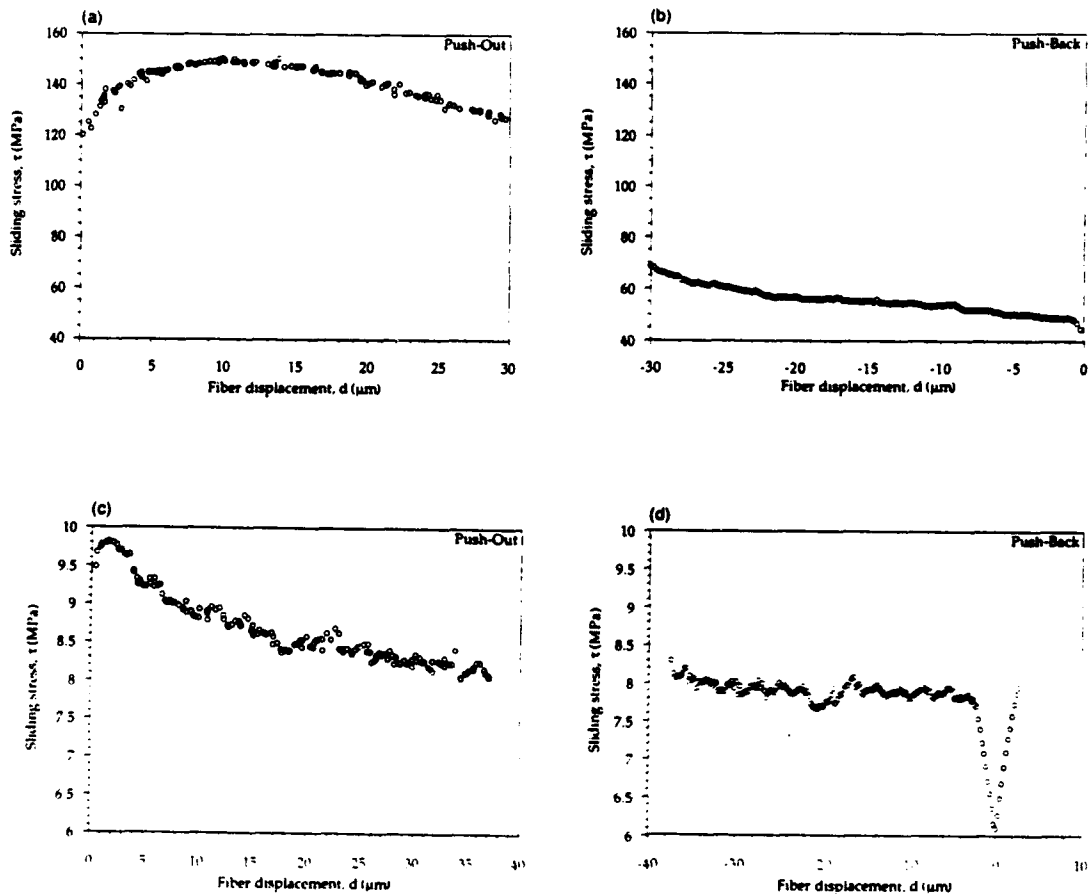 (a)
Push-Out
160
140
120
100
80
60
40
Sliding stress, τ (MPa)
0 5 10 15 20 25 30
Fiber displacement, d (μm)
(b)
Push-Back
160
140
120
100
80
60
40
Sliding stress, τ (MPa)
-30 -25 -20 -15 -10 -5 0
Fiber displacement, d (μm)
(c)
Push-Out
10
9.5
9
8.5
8
7.5
7
6.5
6
Sliding stress, τ (MPa)
0 5 10 15 20 25 30 35 40
Fiber displacement, d (μm)
(d)
Push-Back
10
9.5
9
8.5
8
7.5
7
6.5
6
Sliding stress, τ (MPa)
-40 -30 -20 -10 0 10
Fiber displacement, d (μm)